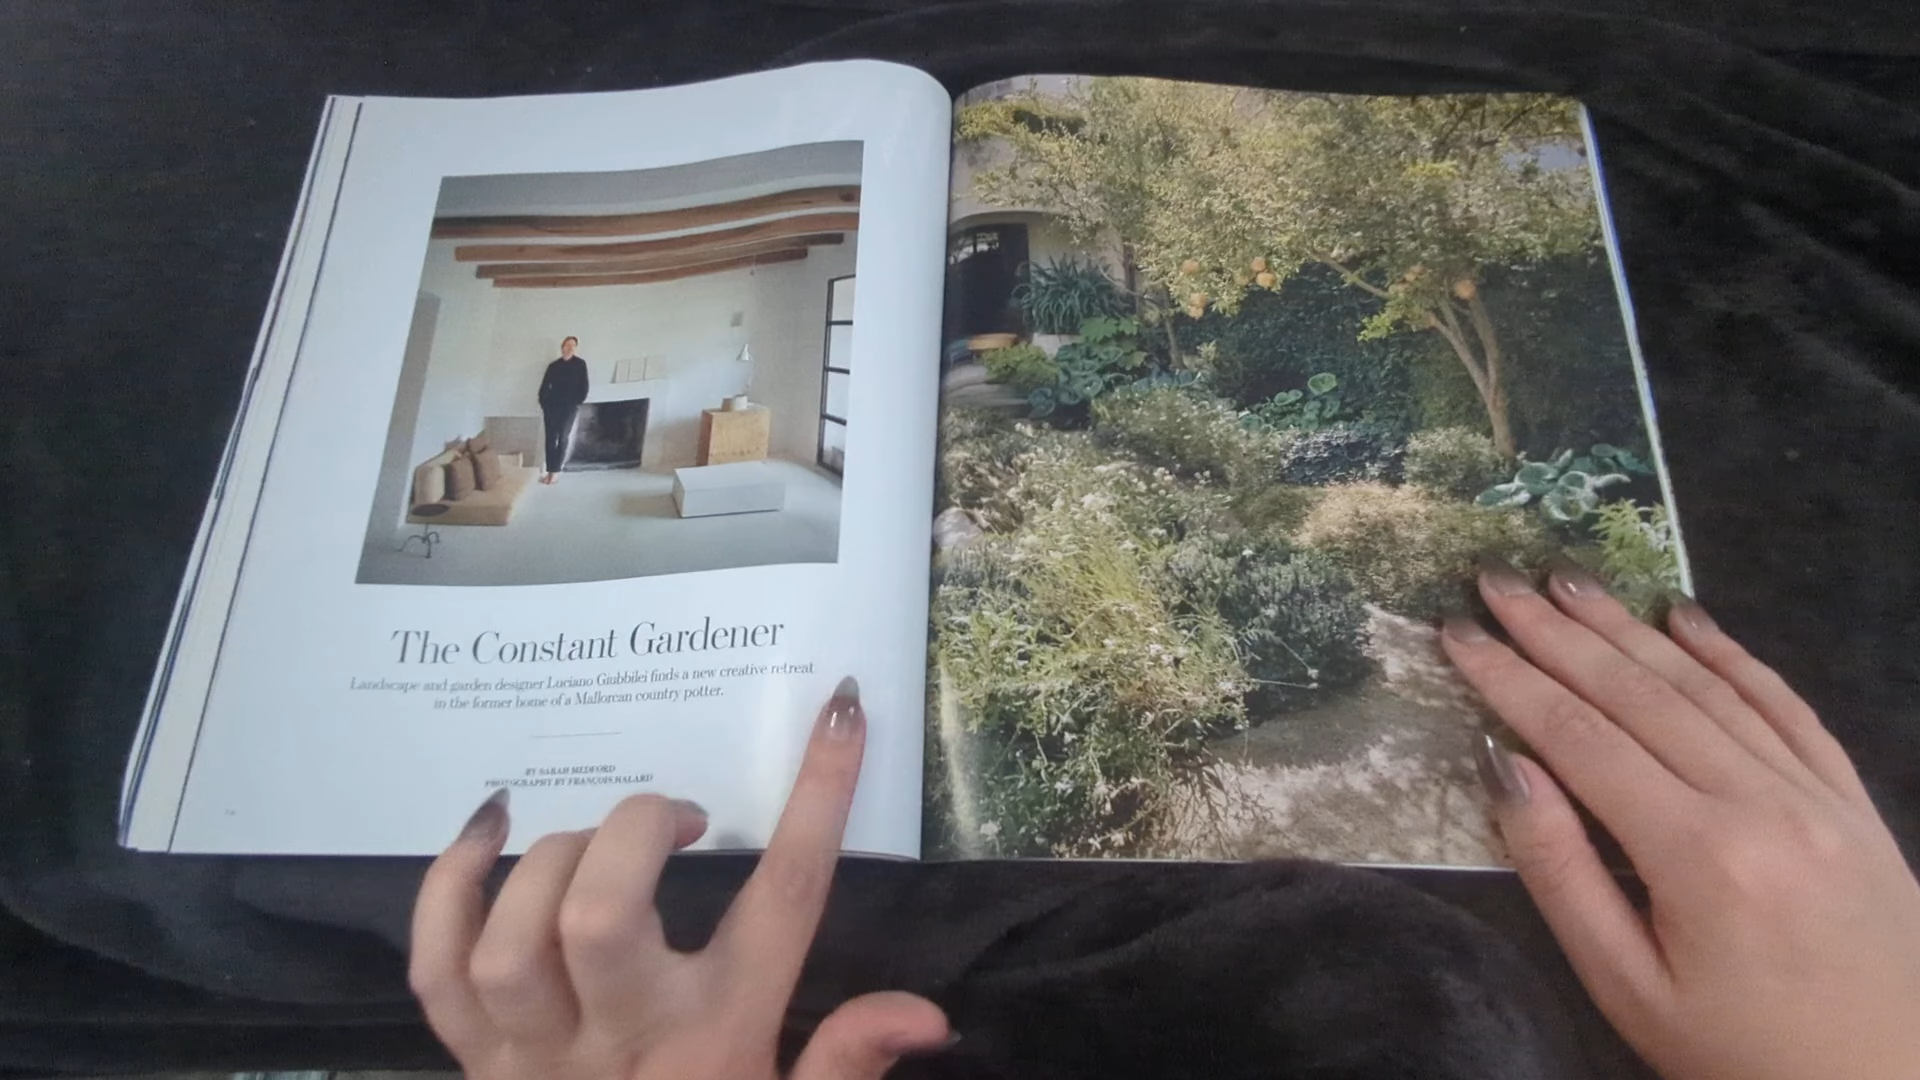 The Constant Gardener
Landscape and garden designer Luciano Giubbilei finds a new creative retreat
in the former home of a Mallorcan country potter.
BY SARAH MEDFORD
PHOTOGRAPHY BY FRANÇOIS HALARD